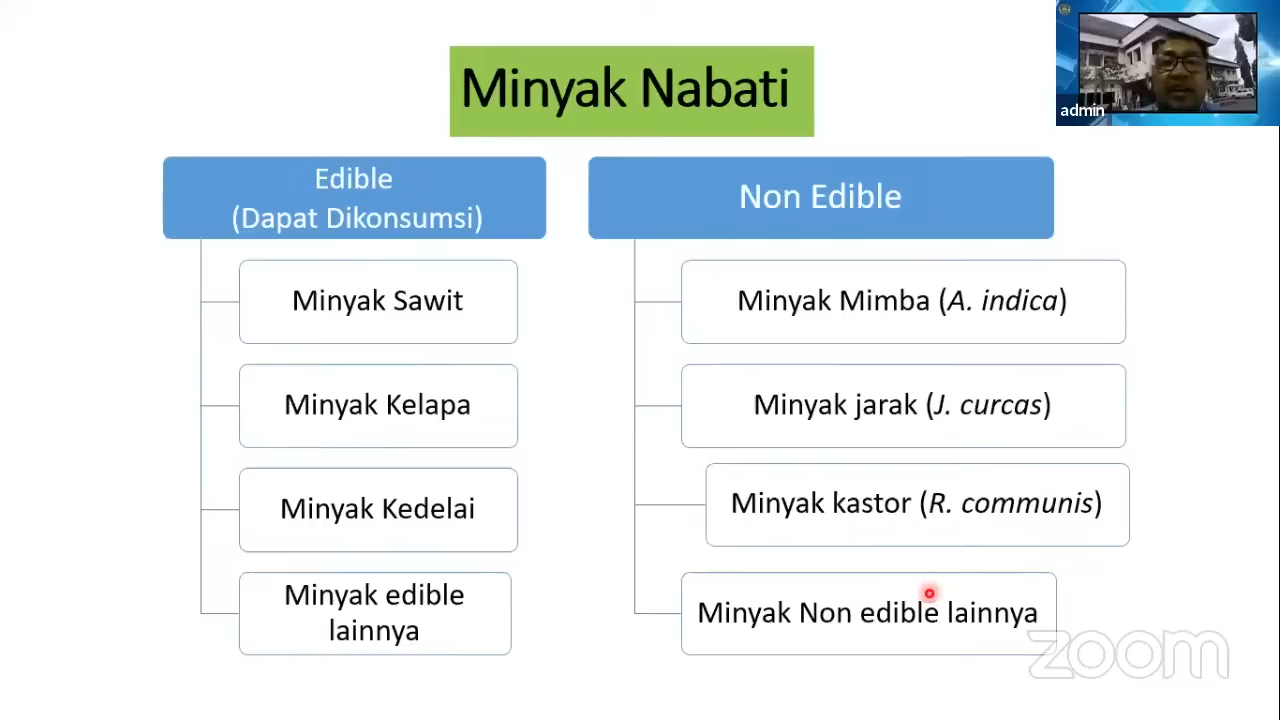 Minyak Nabati
admin
Edible
(Dapat Dikonsumsi)
Minyak Sawit
Minyak Kelapa
Minyak Kedelai
Minyak edible
lainnya
Non Edible
Minyak Mimba (A. indica)
Minyak jarak (J. curcas)
Minyak kastor (R. communis)
Minyak Non edible lainnya
zoom